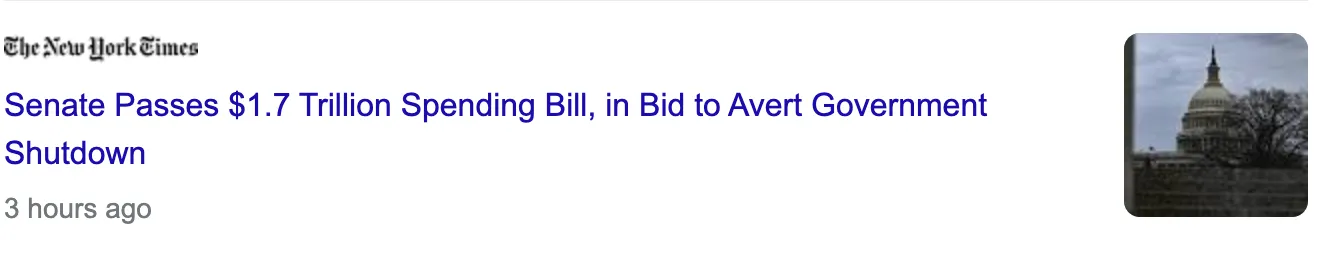 The New York Times
Senate Passes $1.7 Trillion Spending Bill, in Bid to Avert Government
Shutdown
3 hours ago